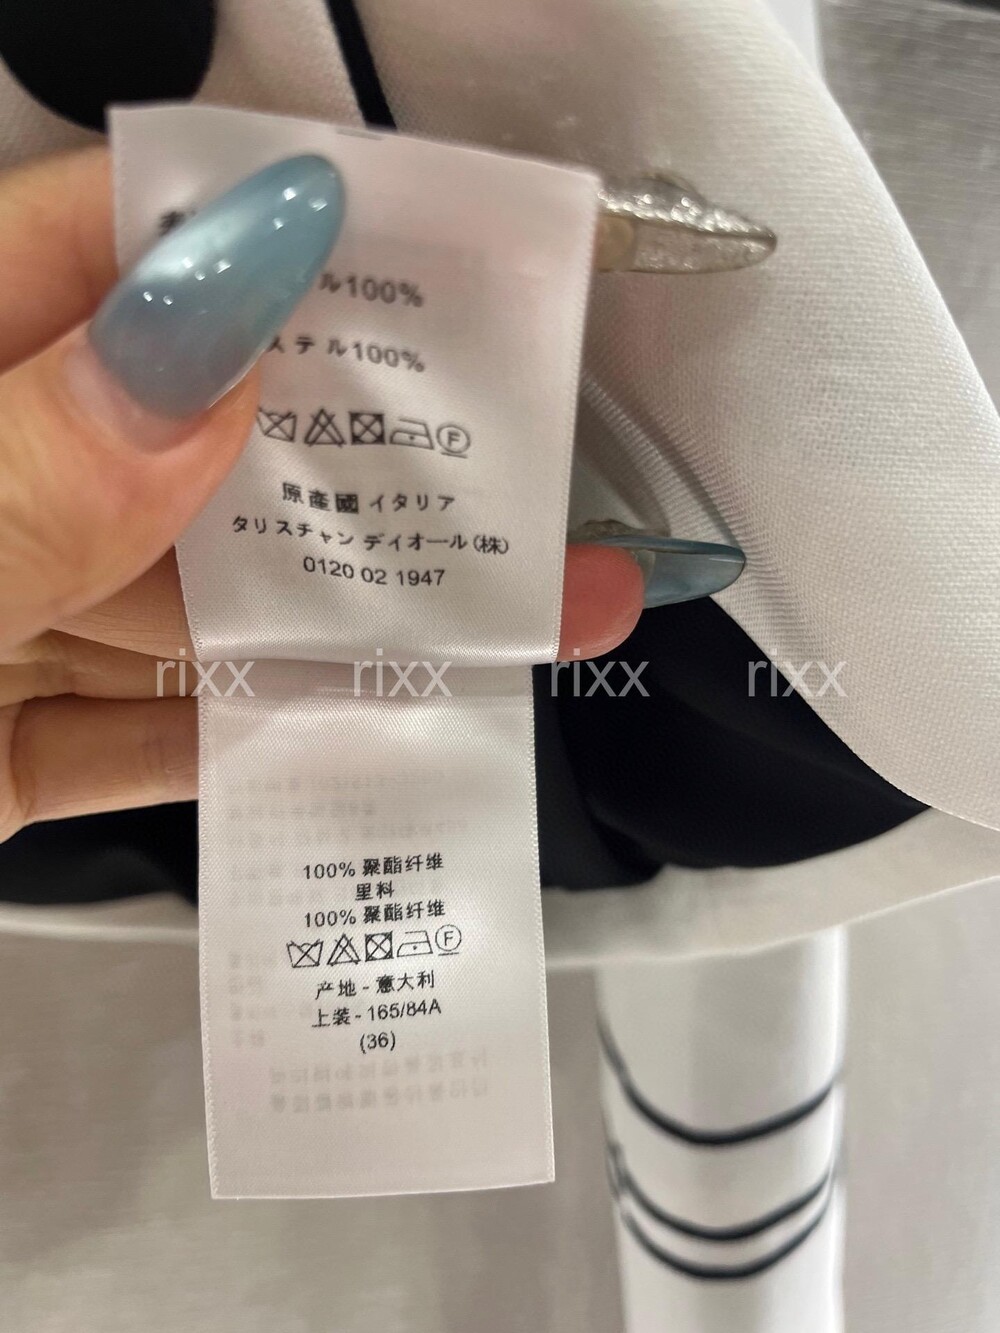 ル100%
ステル100%
F
原産國 イタリア
タリスチャン デイオール(株)
0120 02 1947
rixx rixx rixx rixx
100% 聚酯纤维
里料
100% 聚酯纤维
F
产地-意大利
上装-165/84A
(36)